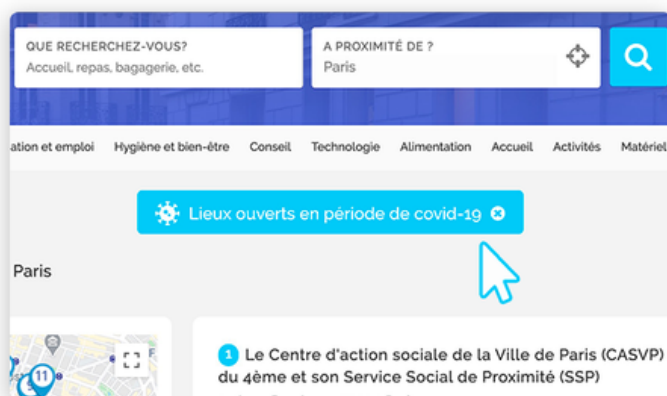 QUE RECHERCHEZ-VOUS?
Accueil, repas, bagagerie, etc.
A PROXIMITÉ DE ?
Paris
ation et emploi Hygiène et bien-être Conseil Technologie Alimentation Accueil Activités Matériel
Lieux ouverts en période de covid-19
Paris
1 Le Centre d'action sociale de la Ville de Paris (CASVP)
du 4ème et son Service Social de Proximité (SSP)
11